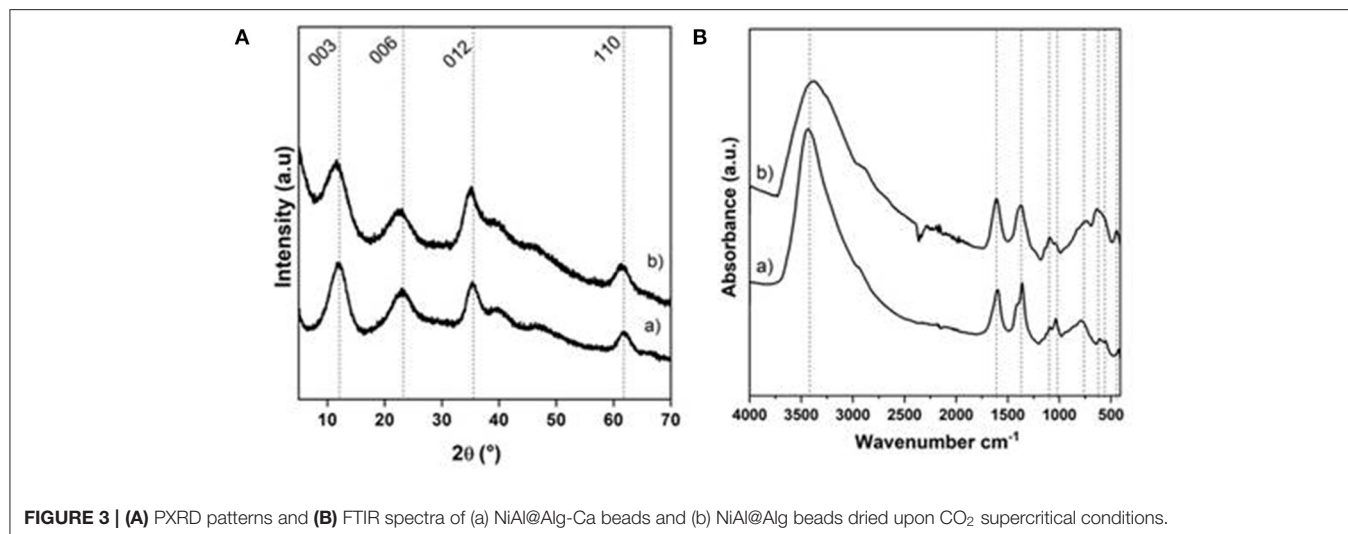 A
003
006
012
110
Intensity (a.u)
b)
a)
10 20 30 40 50 60 70
2θ (°)
B
Absorbance (a.u.)
b)
a)
4000 3500 3000 2500 2000 1500 1000 500
Wavenumber cm⁻¹
FIGURE 3 | (A) PXRD patterns and (B) FTIR spectra of (a) NiAl@Alg-Ca beads and (b) NiAl@Alg beads dried upon CO₂ supercritical conditions.